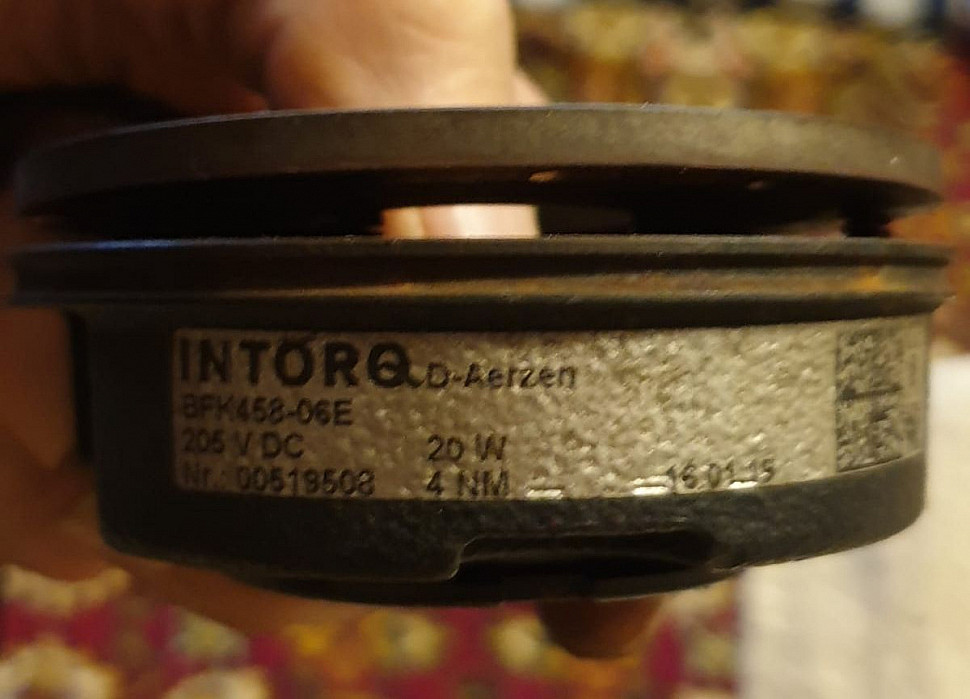 INTORQ D-Aerzen
BFK458-06E
205 V DC 20 W
Nr.: 00519508 4 NM 16.01.15